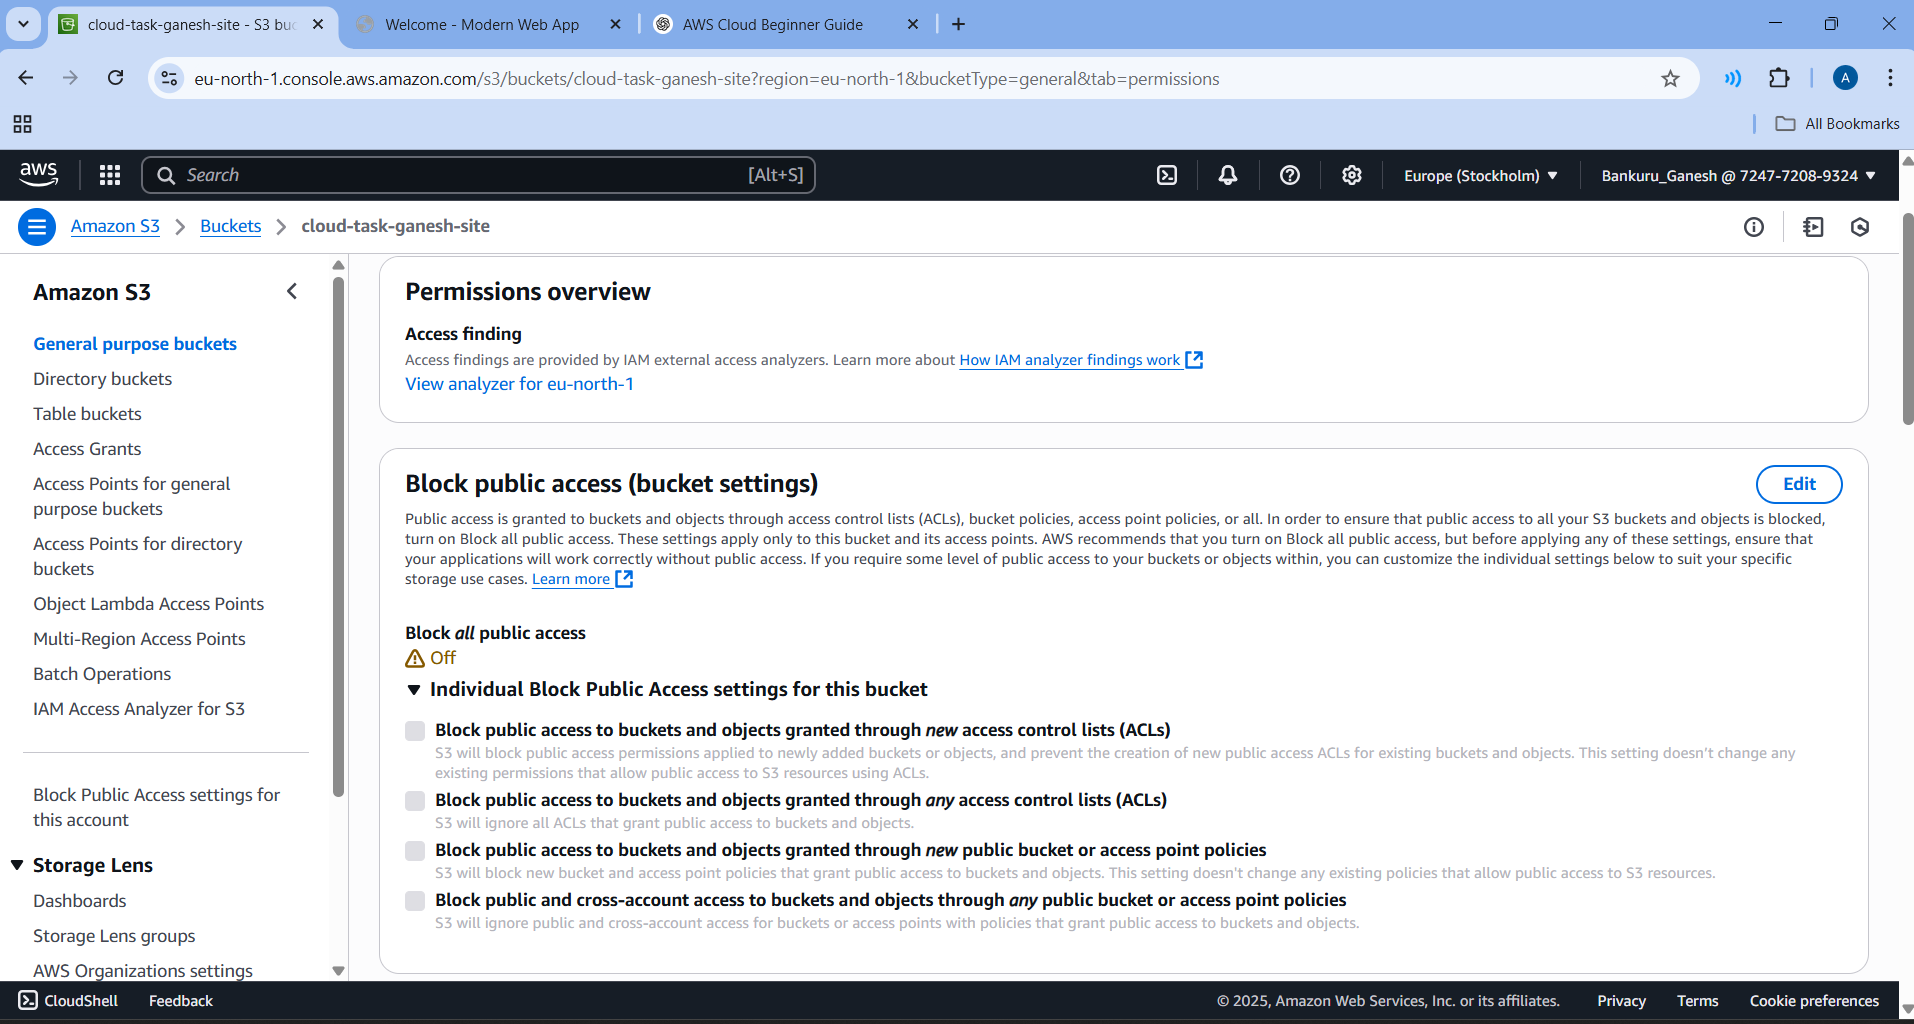 cloud-task-ganesh-site - S3 buc
Welcome - Modern Web App
AWS Cloud Beginner Guide
eu-north-1.console.aws.amazon.com/s3/buckets/cloud-task-ganesh-site?region=eu-north-1&bucketType=general&tab=permissions
A
All Bookmarks
aws
Search
[Alt+S]
Europe (Stockholm)
Bankuru_Ganesh @ 7247-7208-9324
Amazon S3
Buckets
cloud-task-ganesh-site
Amazon S3
General purpose buckets
Directory buckets
Table buckets
Access Grants
Access Points for general
purpose buckets
Access Points for directory
buckets
Object Lambda Access Points
Multi-Region Access Points
Batch Operations
IAM Access Analyzer for S3
Block Public Access settings for
this account
Storage Lens
Dashboards
Storage Lens groups
AWS Organizations settings
Permissions overview
Access finding
Access findings are provided by IAM external access analyzers. Learn more about How IAM analyzer findings work
View analyzer for eu-north-1
Block public access (bucket settings)
Edit
Public access is granted to buckets and objects through access control lists (ACLs), bucket policies, access point policies, or all. In order to ensure that public access to all your S3 buckets and objects is blocked,
turn on Block all public access. These settings apply only to this bucket and its access points. AWS recommends that you turn on Block all public access, but before applying any of these settings, ensure that
your applications will work correctly without public access. If you require some level of public access to your buckets or objects within, you can customize the individual settings below to suit your specific
storage use cases. Learn more
Block all public access
Off
Individual Block Public Access settings for this bucket
Block public access to buckets and objects granted through new access control lists (ACLs)
S3 will block public access permissions applied to newly added buckets or objects, and prevent the creation of new public access ACLs for existing buckets and objects. This setting doesn't change any
existing permissions that allow public access to S3 resources using ACLs.
Block public access to buckets and objects granted through any access control lists (ACLs)
S3 will ignore all ACLs that grant public access to buckets and objects.
Block public access to buckets and objects granted through new public bucket or access point policies
S3 will block new bucket and access point policies that grant public access to buckets and objects. This setting doesn't change any existing policies that allow public access to S3 resources.
Block public and cross-account access to buckets and objects through any public bucket or access point policies
S3 will ignore public and cross-account access for buckets or access points with policies that grant public access to buckets and objects.
CloudShell
Feedback
© 2025, Amazon Web Services, Inc. or its affiliates.
Privacy
Terms
Cookie preferences